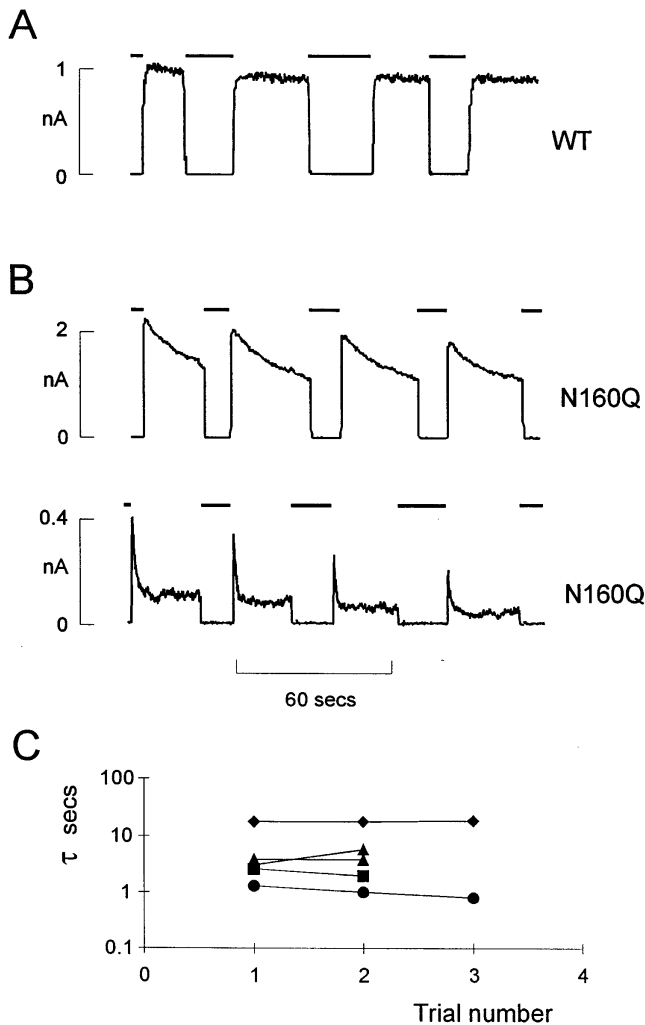 A
1
nA
0
WT
B
2
nA
0
N160Q
0.4
nA
0
N160Q
60 secs
C
100
10
1
0.1
τ secs
0 1 2 3 4
Trial number